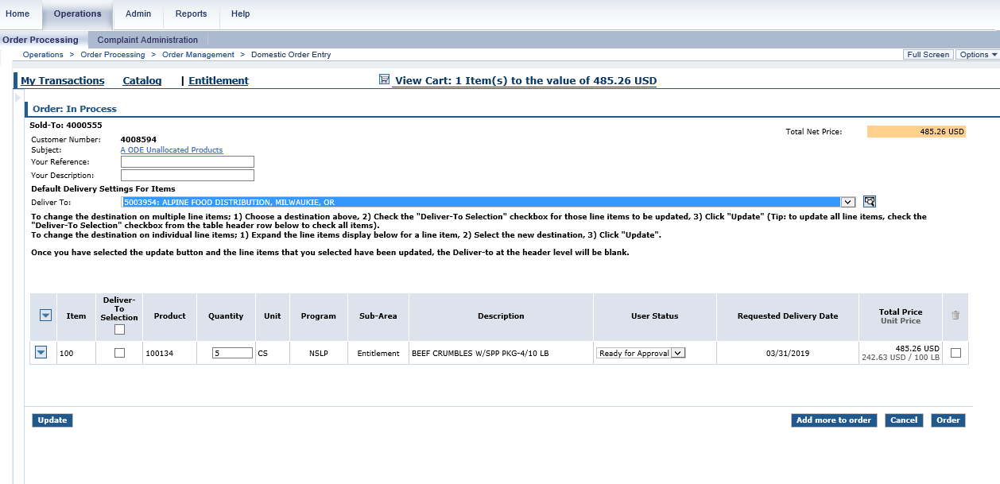 Home Operations Admin Reports Help
Order Processing Complaint Administration
Operations > Order Processing > Order Management > Domestic Order Entry Full Screen Options
My Transactions Catalog | Entitlement View Cart: 1 Item(s) to the value of 485.26 USD
Order: In Process
Sold-To: 4000555
Total Net Price: 485.26 USD
Customer Number: 4008594
Subject: A ODE Unallocated Products
Your Reference:
Your Description:
Default Delivery Settings For Items
Deliver To: 5003954: ALPINE FOOD DISTRIBUTION, MILWAUKIE, OR
To change the destination on multiple line items; 1) Choose a destination above, 2) Check the "Deliver-To Selection" checkbox for those line items to be updated, 3) Click "Update" (Tip: to update all line items, check the
"Deliver-To Selection" checkbox from the table header row below to check all items).
To change the destination on individual line items; 1) Expand the line items display below for a line item, 2) Select the new destination, 3) Click "Update".
Once you have selected the update button and the line items that you selected have been updated, the Deliver-to at the header level will be blank.
Item Deliver-To Selection Product Quantity Unit Program Sub-Area Description User Status Requested Delivery Date Total Price Unit Price
100 100134 5 CS NSLP Entitlement BEEF CRUMBLES W/SPP PKG-4/10 LB Ready for Approval 03/31/2019 485.26 USD
242.63 USD / 100 LB
Update Add more to order Cancel Order